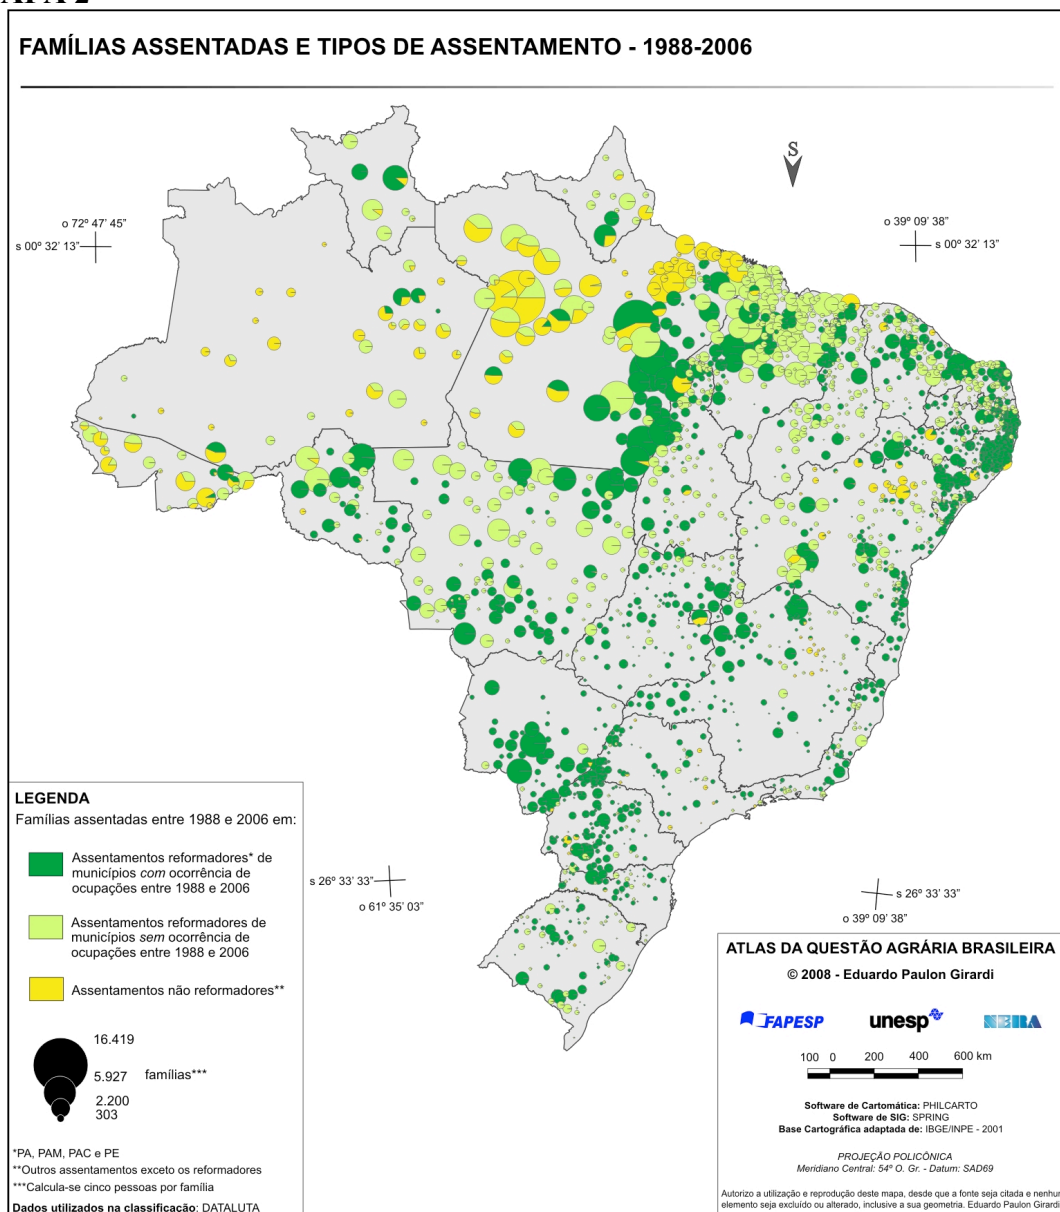 FAMÍLIAS ASSENTADAS E TIPOS DE ASSENTAMENTO - 1988-2006
S
o 72º 47' 45”
s 00º 32' 13”
o 39º 09' 38”
s 00º 32' 13”
LEGENDA
Famílias assentadas entre 1988 e 2006 em:
Assentamentos reformadores* de
municípios com ocorrência de
ocupações entre 1988 e 2006
Assentamentos reformadores de
municípios sem ocorrência de
ocupações entre 1988 e 2006
Assentamentos não reformadores**
16.419
5.927
famílias***
2.200
303
*PA, PAM, PAC e PE
**Outros assentamentos exceto os reformadores
***Calcula-se cinco pessoas por família
Dados utilizados na classificação: DATALUTA
s 26º 33' 33”
o 61º 35' 03”
s 26º 33' 33”
o 39º 09' 38”
ATLAS DA QUESTÃO AGRÁRIA BRASILEIRA
© 2008 - Eduardo Paulon Girardi
FAPESP
unesp
NERA
100 0 200 400 600 km
Software de Cartomática: PHILCARTO
Software de SIG: SPRING
Base Cartográfica adaptada de: IBGE/INPE - 2001
PROJEÇÃO POLICÔNICA
Meridiano Central: 54º O. Gr. - Datum: SAD69
Autorizo a utilização e reprodução deste mapa, desde que a fonte seja citada e nenhum
elemento seja excluído ou alterado, inclusive a sua geometria. Eduardo Paulon Girardi